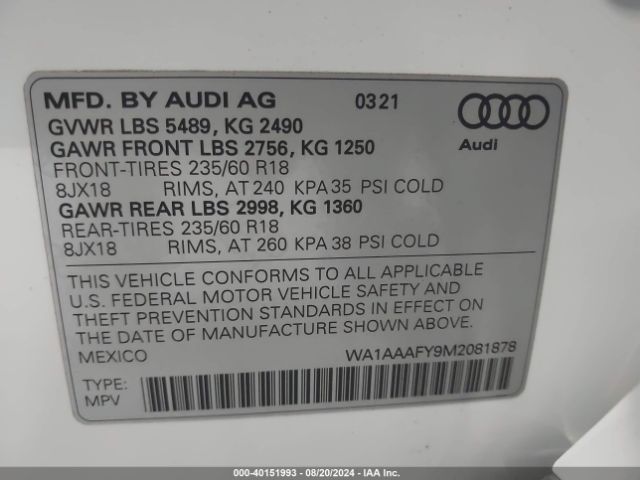 MFD. BY AUDI AG 0321
GVWR LBS 5489, KG 2490
GAWR FRONT LBS 2756, KG 1250
FRONT-TIRES 235/60 R18
8JX18 RIMS, AT 240 KPA 35 PSI COLD
GAWR REAR LBS 2998, KG 1360
REAR-TIRES 235/60 R18
8JX18 RIMS, AT 260 KPA 38 PSI COLD
Audi
THIS VEHICLE CONFORMS TO ALL APPLICABLE
U.S. FEDERAL MOTOR VEHICLE SAFETY AND
THEFT PREVENTION STANDARDS IN EFFECT ON
THE DATE OF MANUFACTURE SHOWN ABOVE.
MEXICO WA1AAAFY9M2081878
TYPE:
MPV
000-40151993 - 08/20/2024 - IAA Inc.